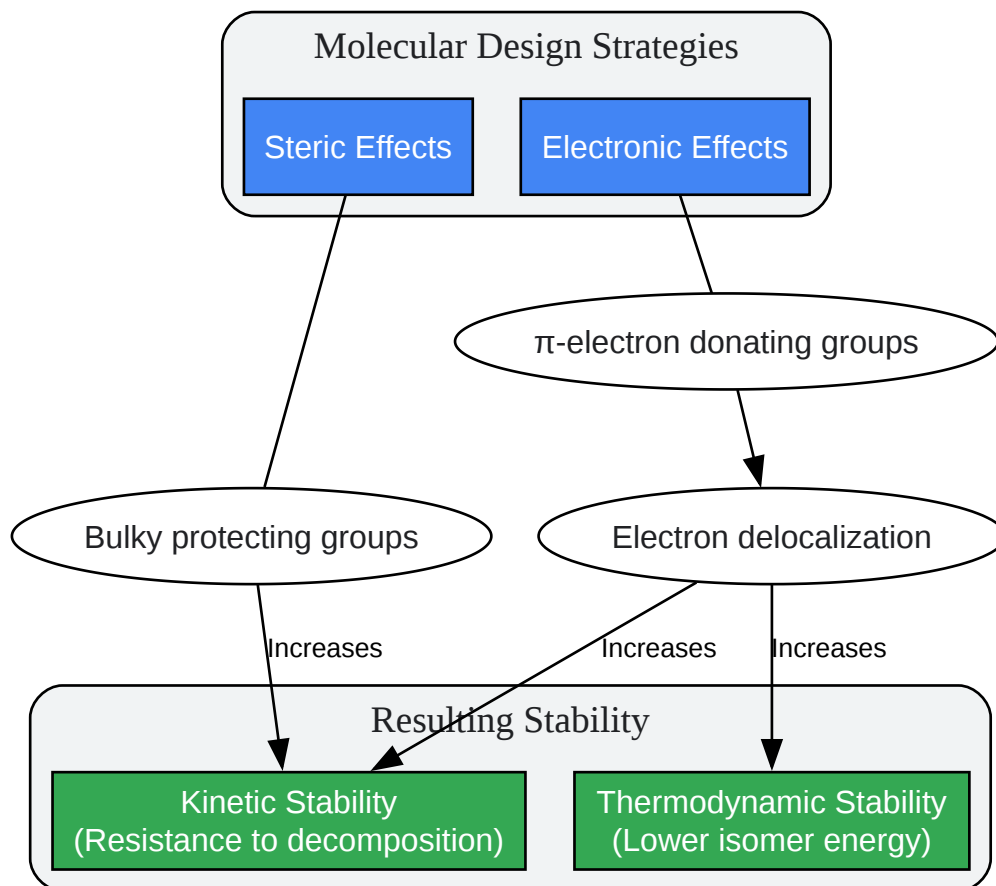 Molecular Design Strategies
Steric Effects
Electronic Effects
π-electron donating groups
Bulky protecting groups
Electron delocalization
Increases
Increases
Increases
Resulting Stability
Kinetic Stability
(Resistance to decomposition)
Thermodynamic Stability
(Lower isomer energy)